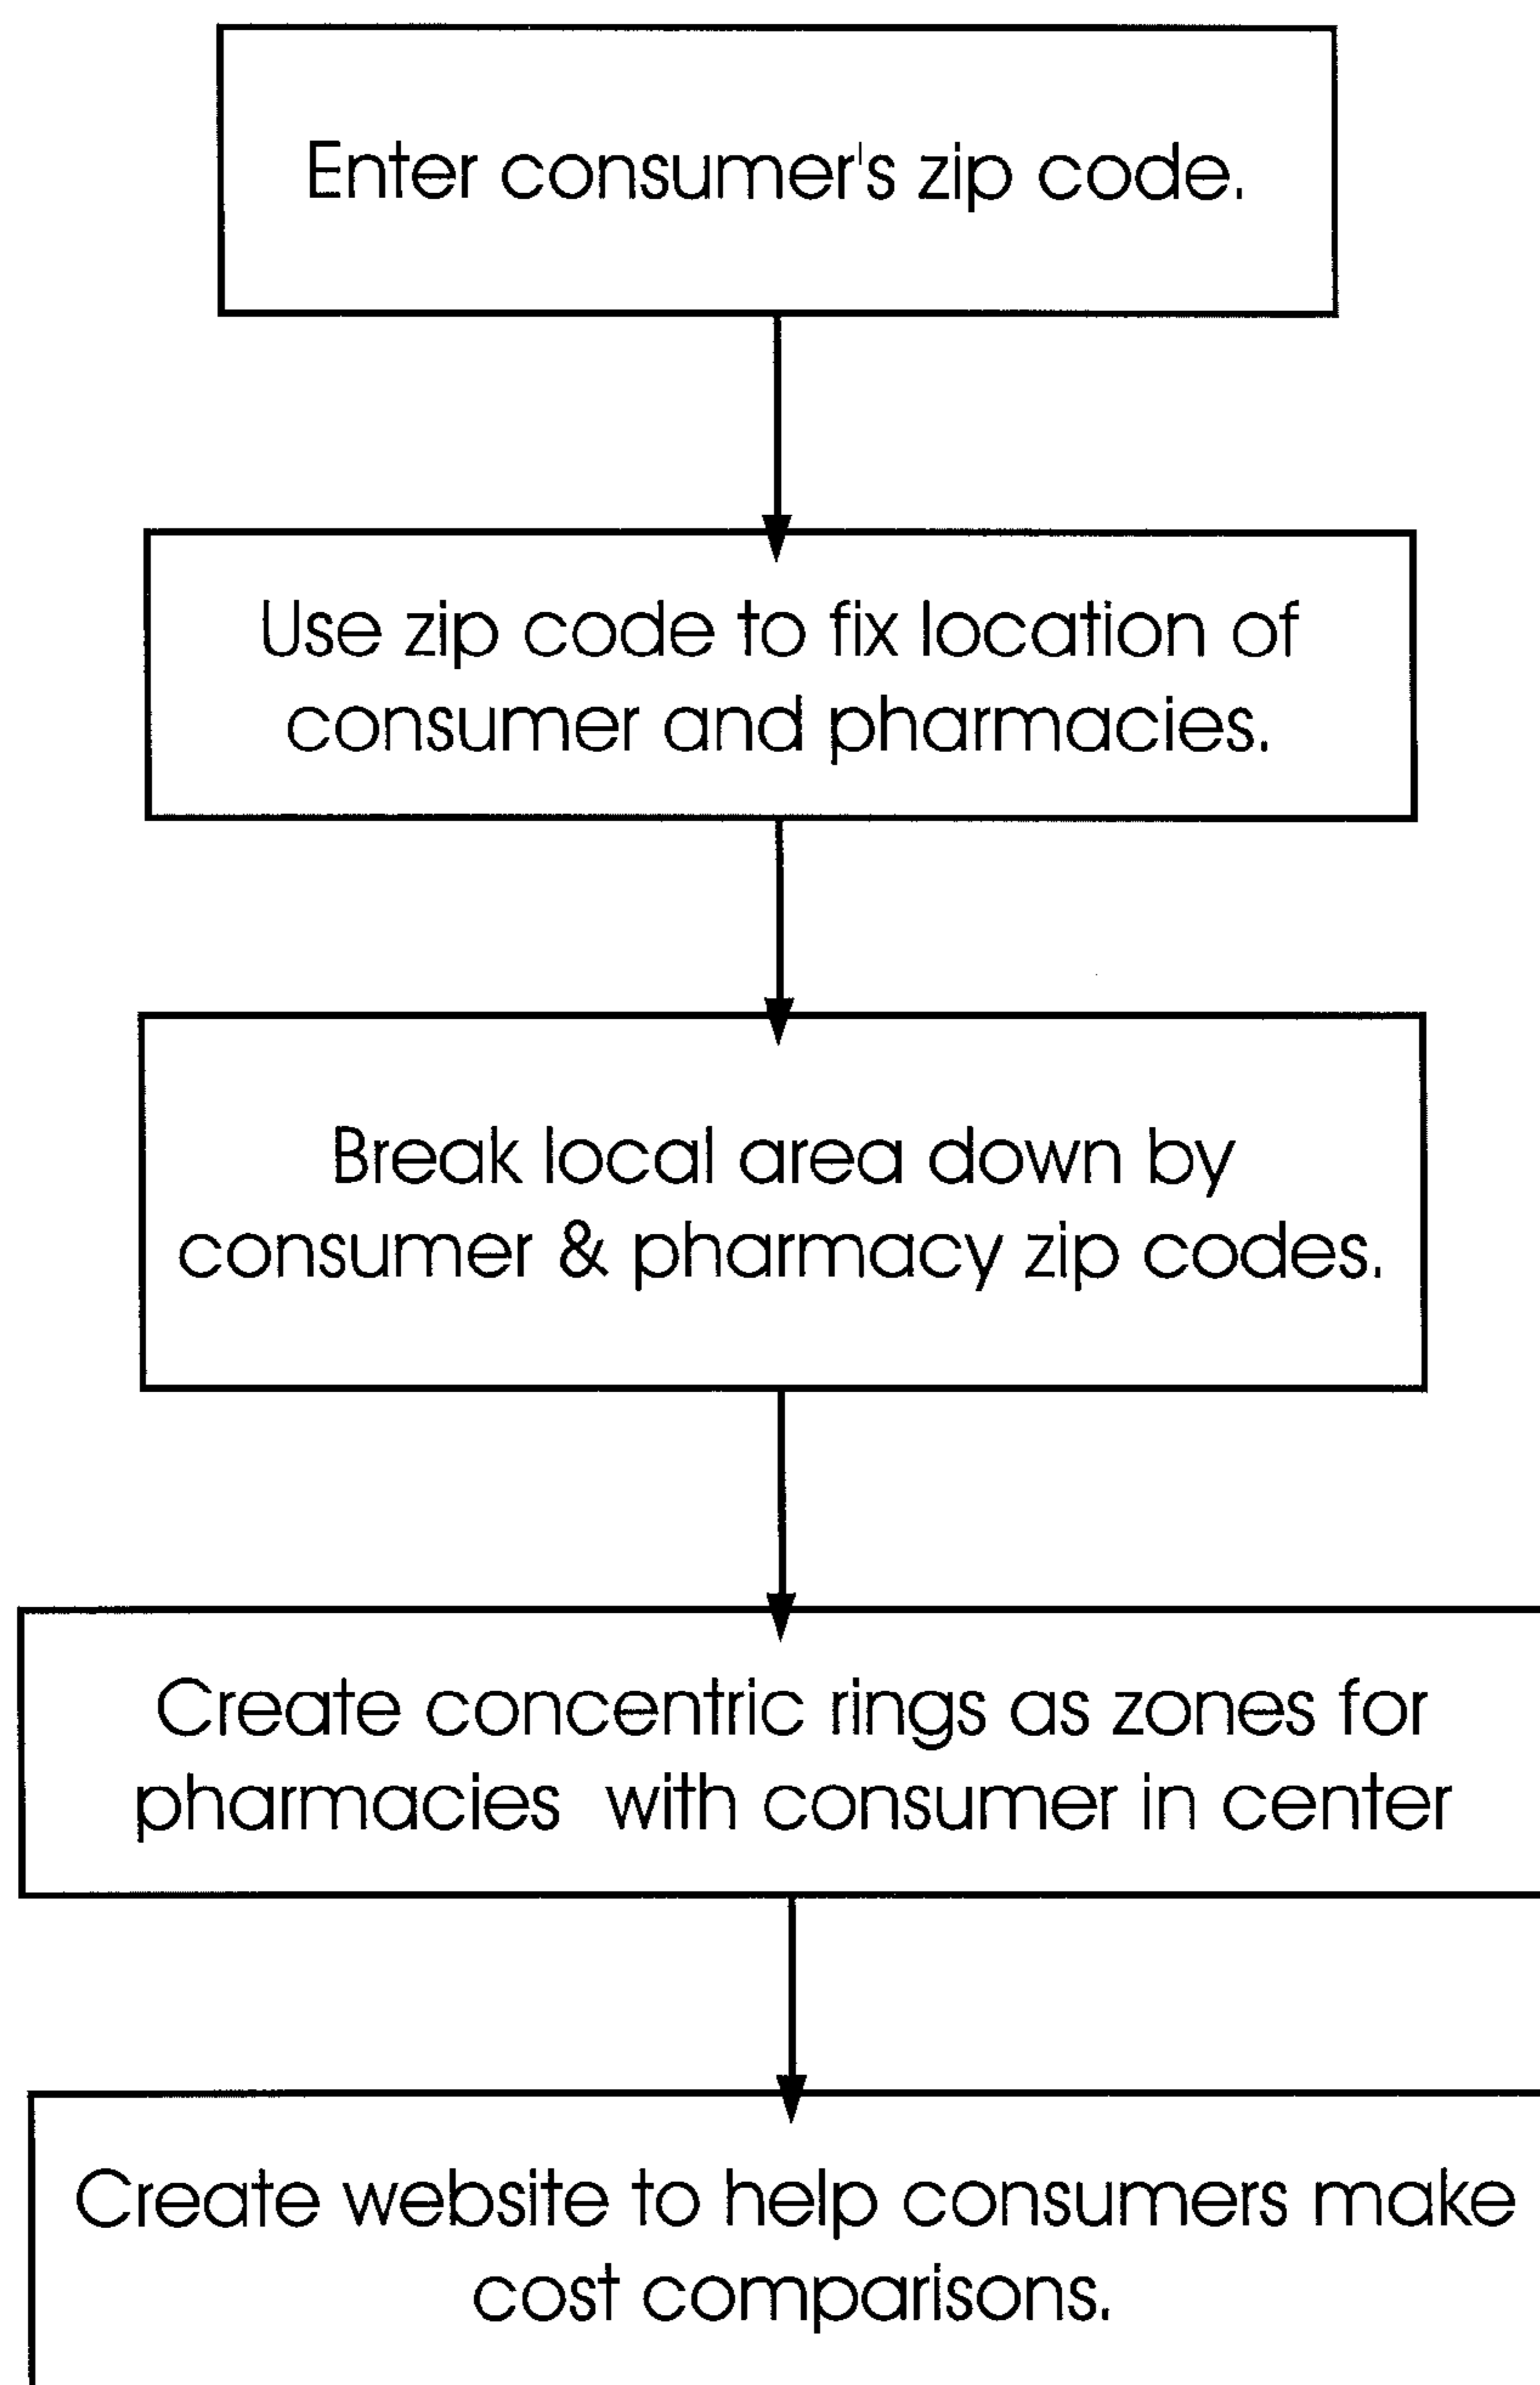 Enter consumer's zip code.
Use zip code to fix location of
consumer and pharmacies.
Break local area down by
consumer & pharmacy zip codes.
Create concentric rings as zones for
pharmacies with consumer in center
Create website to help consumers make
cost comparisons.